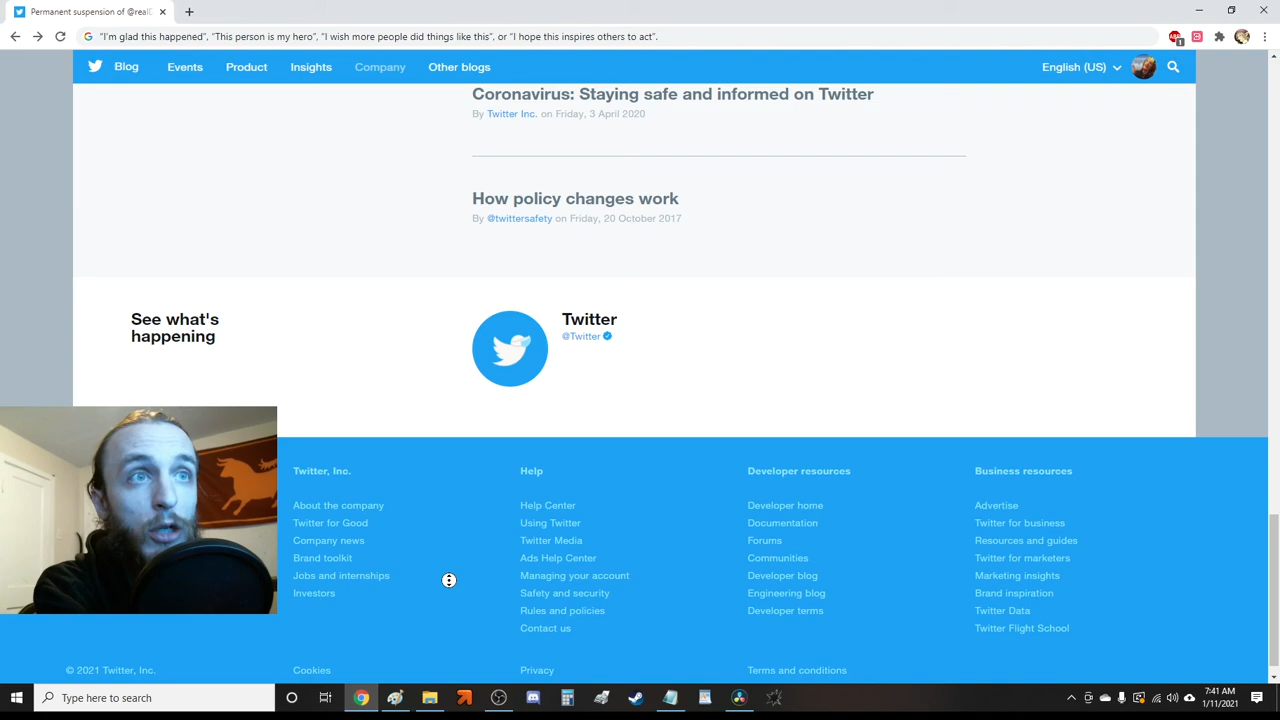 Permanent suspension of @realD
"I'm glad this happened", "This person is my hero", "I wish more people did things like this", or "I hope this inspires others to act".
Blog
Events
Product
Insights
Company
Other blogs
English (US)
Coronavirus: Staying safe and informed on Twitter
By Twitter Inc. on Friday, 3 April 2020
How policy changes work
By @twittersafety on Friday, 20 October 2017
See what's
happening
Twitter
@Twitter
Twitter, Inc.
About the company
Twitter for Good
Company news
Brand toolkit
Jobs and internships
Investors
Help
Help Center
Using Twitter
Twitter Media
Ads Help Center
Managing your account
Safety and security
Rules and policies
Contact us
Developer resources
Developer home
Documentation
Forums
Communities
Developer blog
Engineering blog
Developer terms
Business resources
Advertise
Twitter for business
Resources and guides
Twitter for marketers
Marketing insights
Brand inspiration
Twitter Data
Twitter Flight School
© 2021 Twitter, Inc.
Cookies
Privacy
Terms and conditions
Type here to search
7:41 AM
1/11/2021